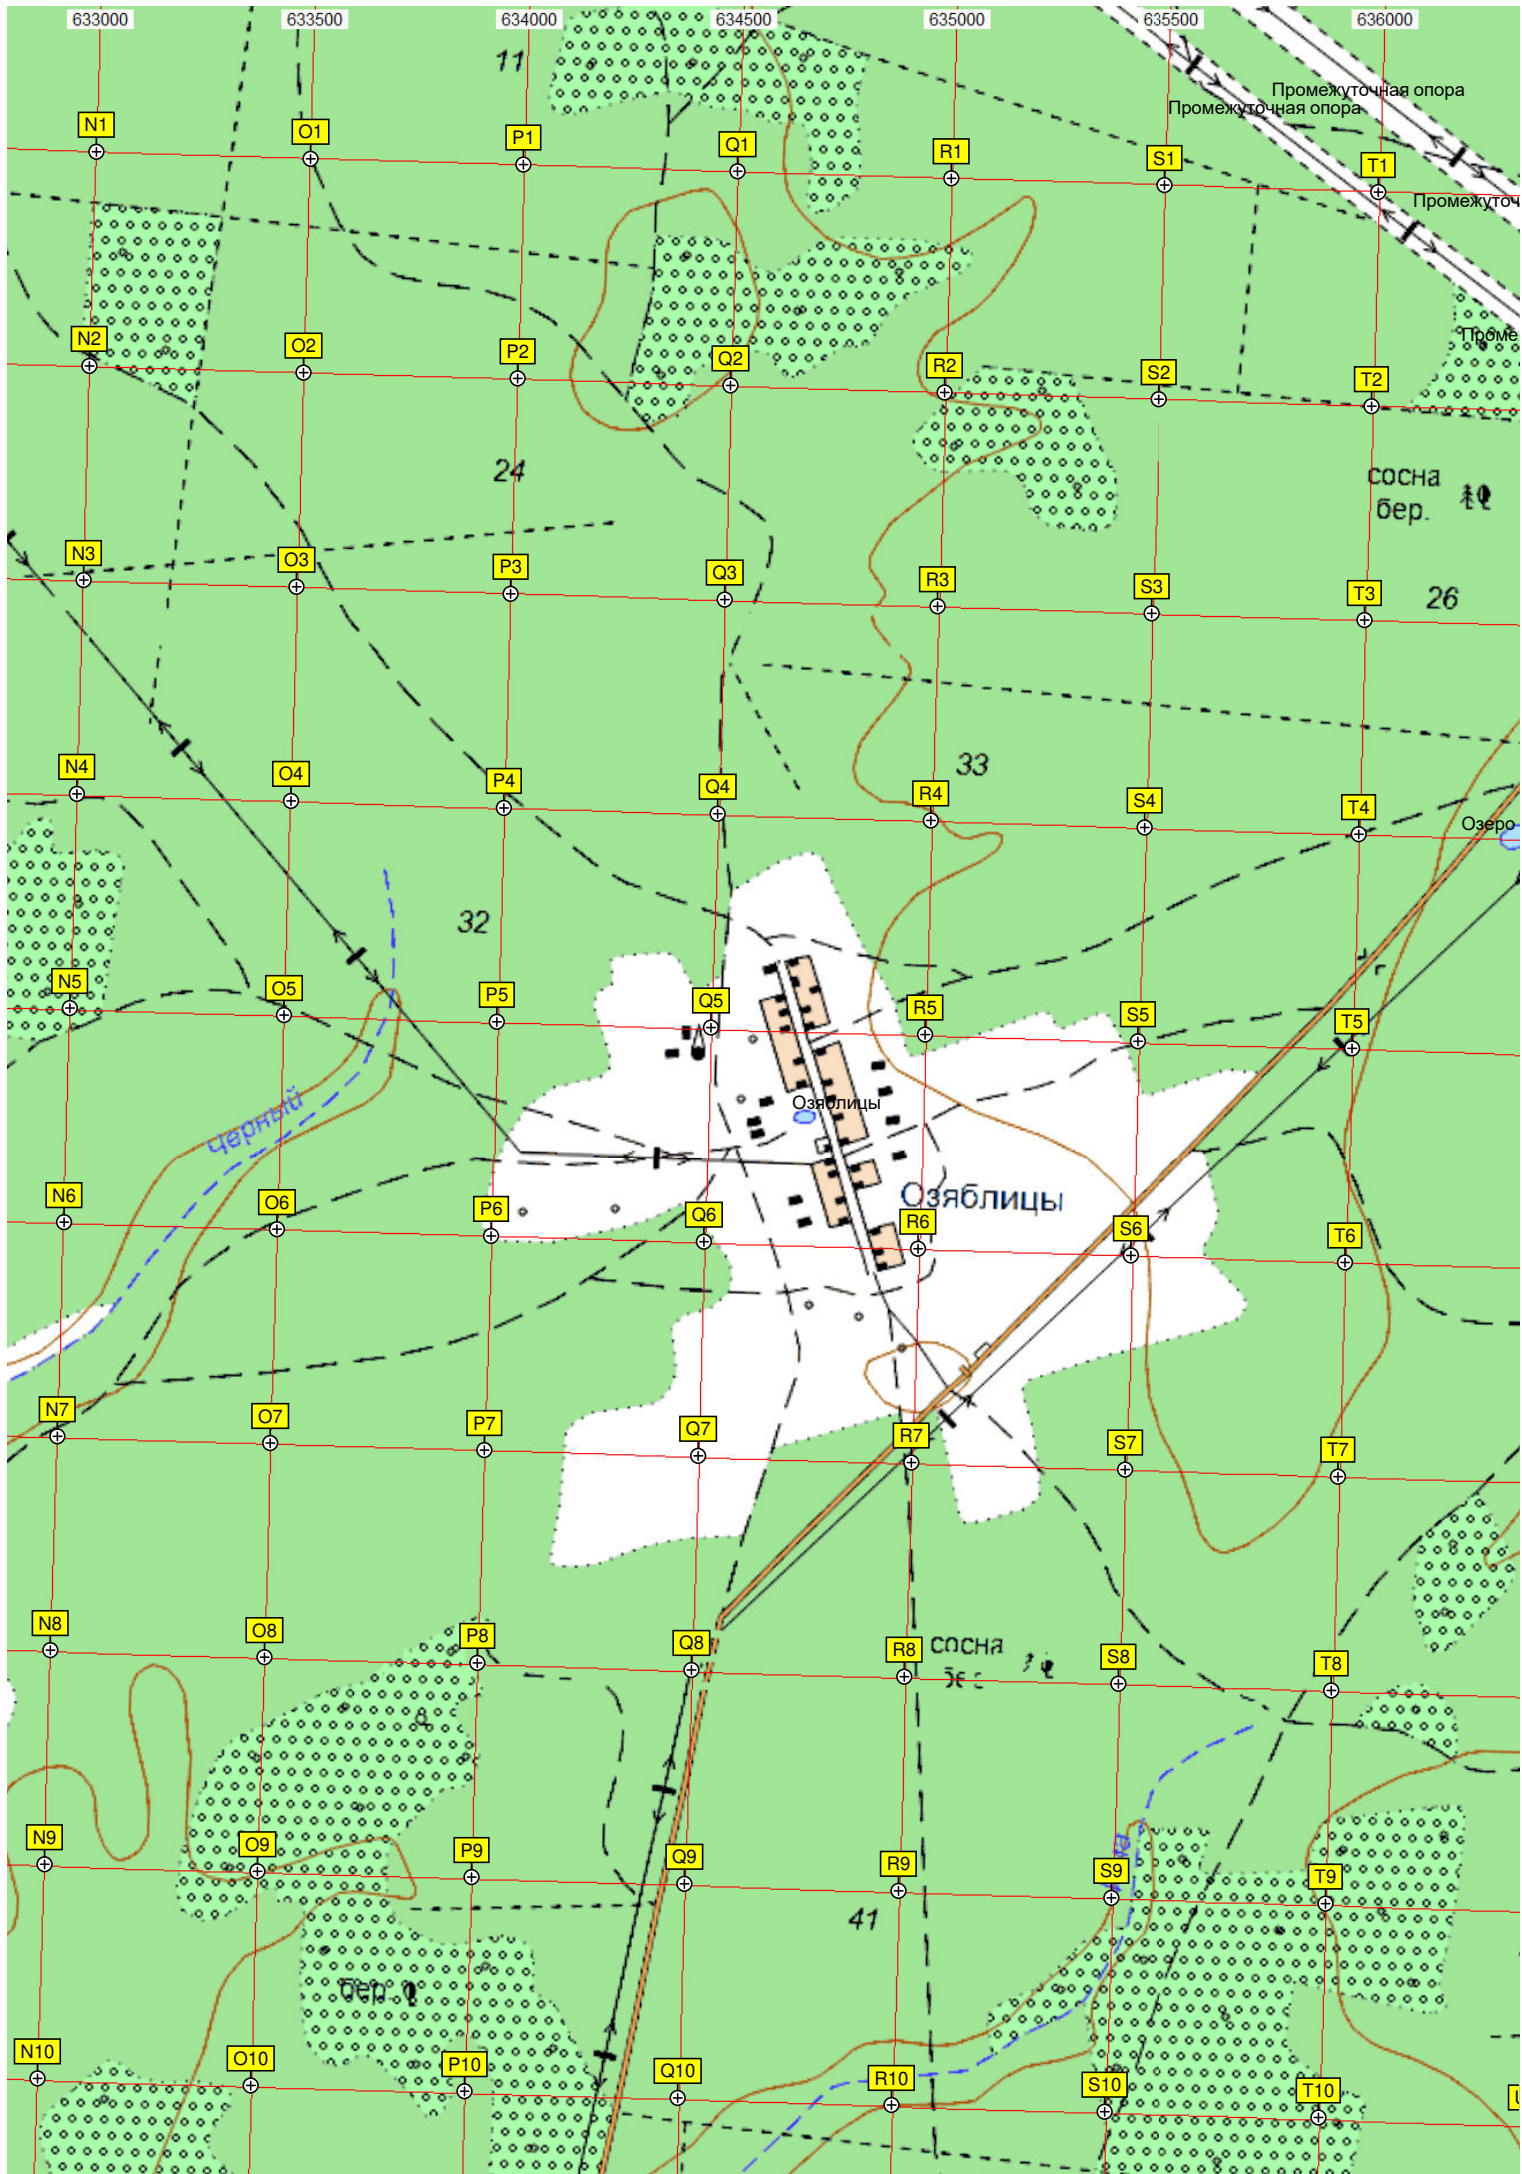 633000 633500 634000 634500 635000 635500 636000
11
Промежуточная опора
Промежуточная опора
N1 O1 P1 Q1 R1 S1 T1
Промежуточ
Проме
N2 O2 P2 Q2 R2 S2 T2
24
сосна
бер.
N3 O3 P3 Q3 R3 S3 T3
26
33
N4 O4 P4 Q4 R4 S4 T4
Озеро
32
N5 O5 P5 Q5 R5 S5 T5
Озяблицы
Черный
Озяблицы
N6 O6 P6 Q6 R6 S6 T6
N7 O7 P7 Q7 R7 S7 T7
N8 O8 P8 Q8 R8 S8 T8
сосна
N9 O9 P9 Q9 R9 S9 T9
41
бер.
N10 O10 P10 Q10 R10 S10 T10